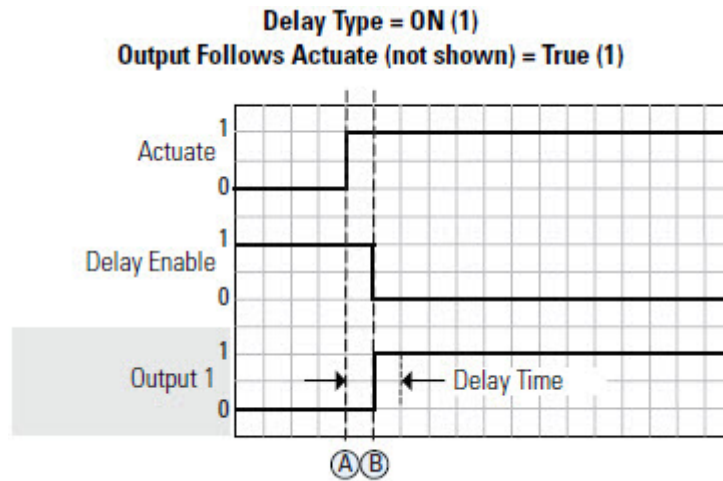 Delay Type = ON (1)
Output Follows Actuate (not shown) = True (1)
1
Actuate
0
1
Delay Enable
0
1
Output 1
Delay Time
0
A B